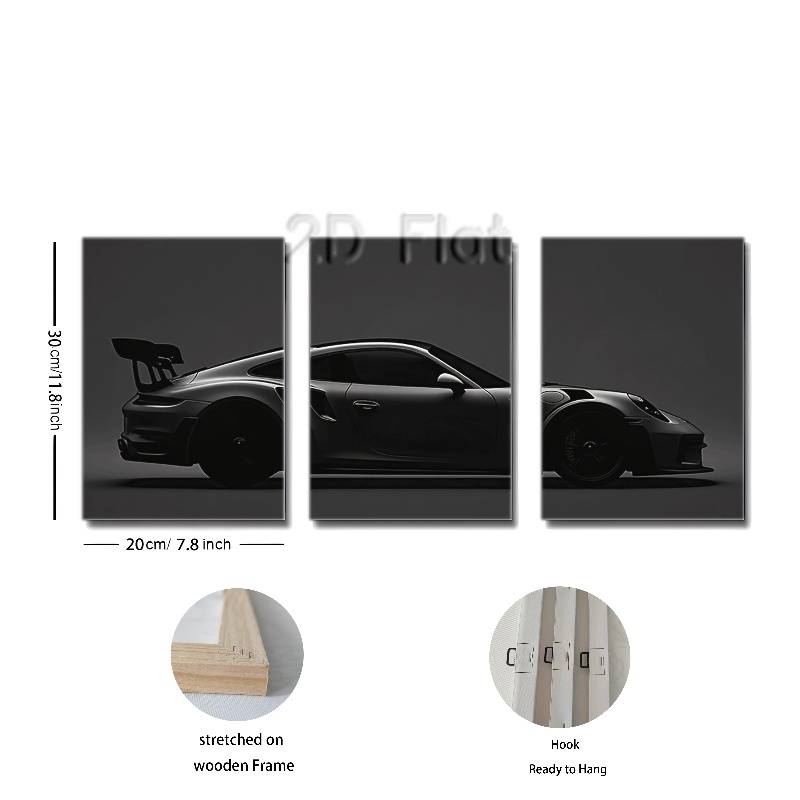 2D Flat
30cm/11.8inch
20cm/ 7.8 inch
stretched on
wooden Frame
Hook
Ready to Hang